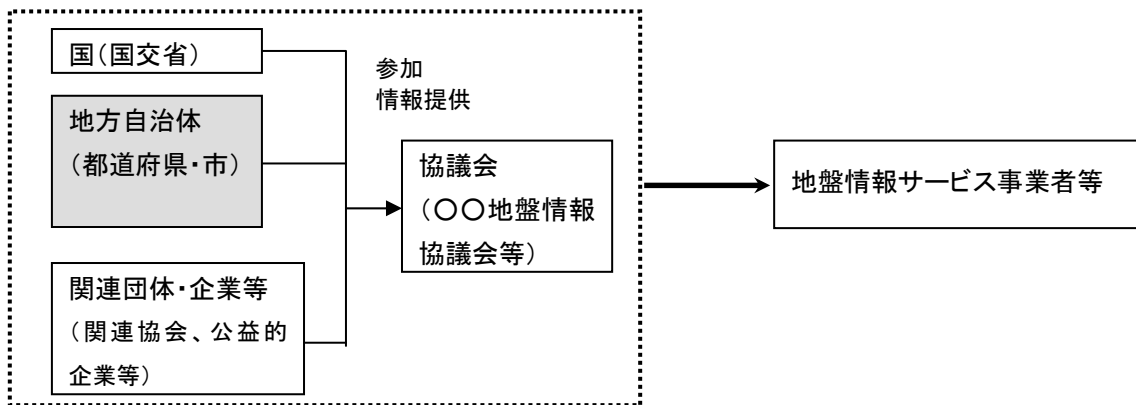 国(国交省)
地方自治体
(都道府県・市)
関連団体・企業等
(関連協会、公益的
企業等)
参加
情報提供
協議会
(〇〇地盤情報
協議会等)
地盤情報サービス事業者等